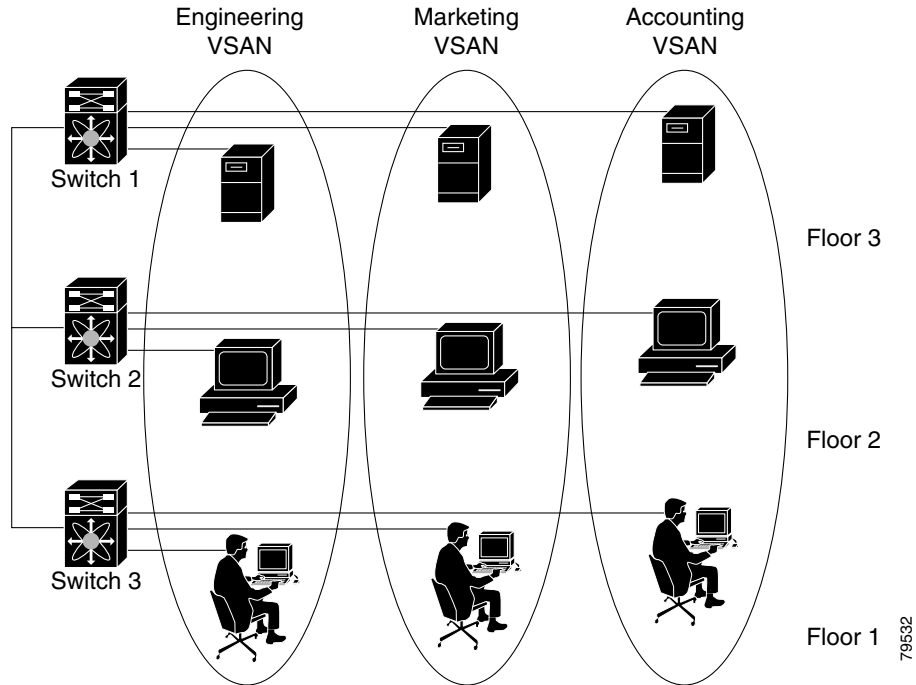 Engineering
VSAN
Marketing
VSAN
Accounting
VSAN
Switch 1
Floor 3
Switch 2
Floor 2
Switch 3
Floor 1
79532